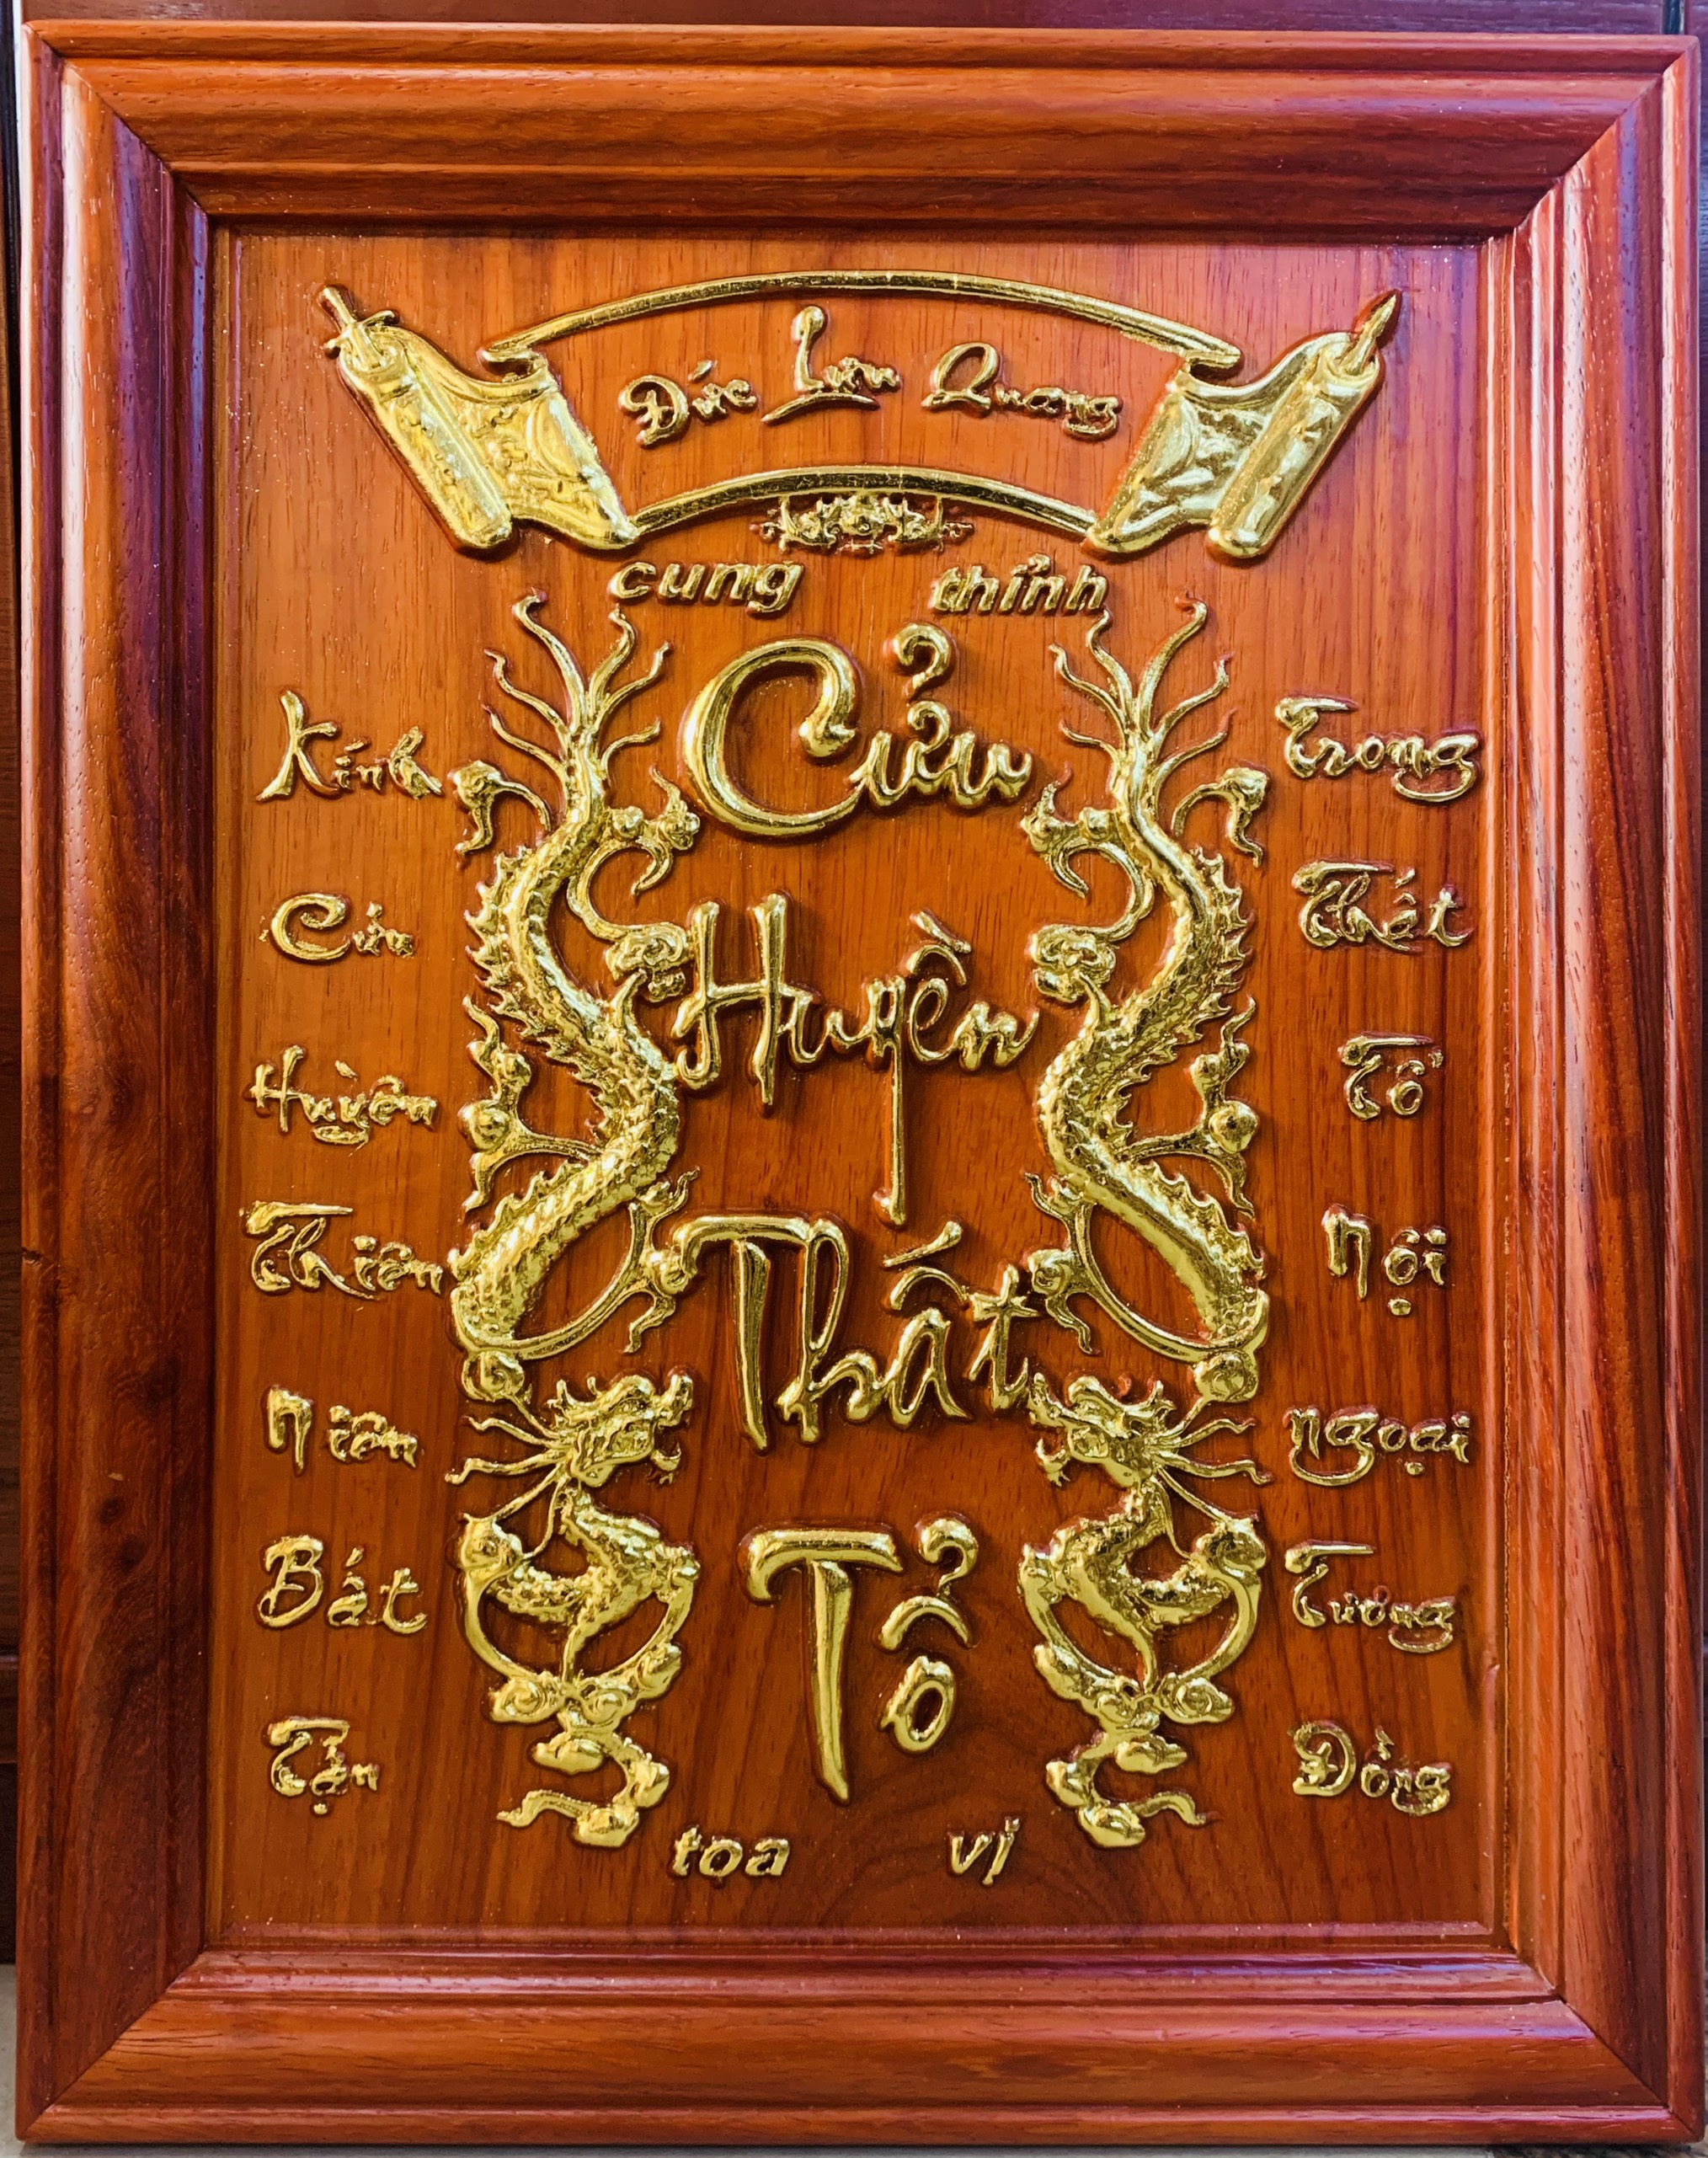 Đức Lưu Quang
cung thỉnh
Cửu
Huyền
Thất
Tổ
tọa vị
Kính
Cửu
Huyền
Thiên
Niên
Bát
Tận
Trong
Thất
Tổ
Nội
Ngoại
Tương
Đồng